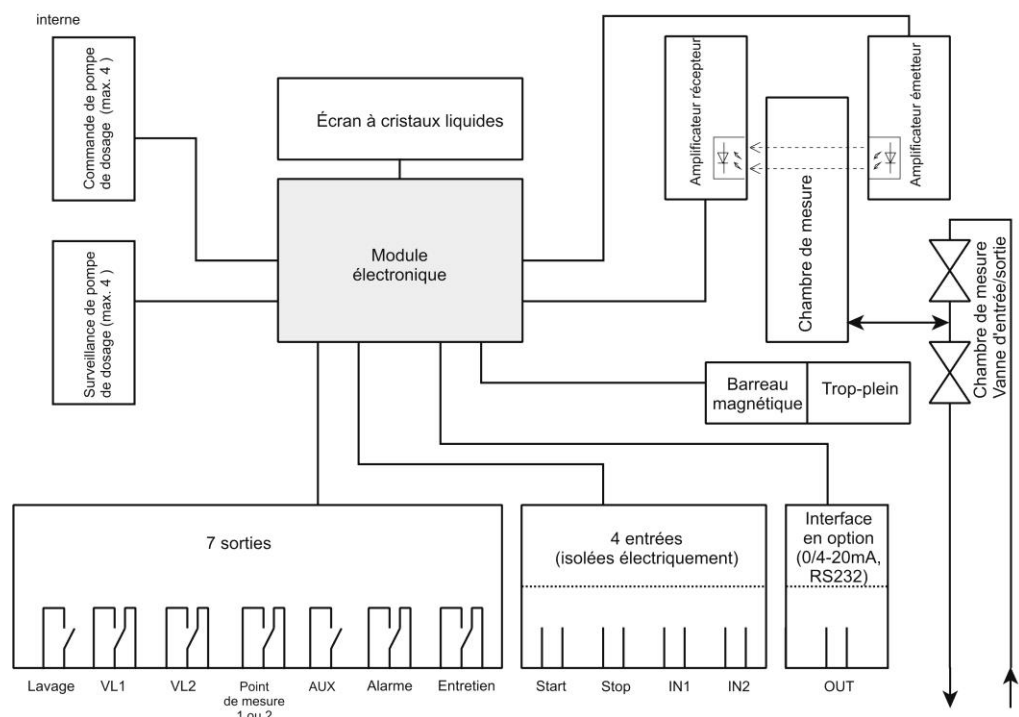 interne
Commande de pompe
de dosage (max. 4)
Surveillance de pompe
de dosage (max. 4)
Écran à cristaux liquides
Module
électronique
Amplificateur récepteur
Amplificateur émetteur
Chambre de mesure
Chambre de mesure
Vanne d'entrée/sortie
Barreau
magnétique
Trop-plein
7 sorties
4 entrées
(isolées électriquement)
Interface
en option
(0/4-20mA,
RS232)
Lavage
VL1
VL2
Point
de mesure
1 ou 2
AUX
Alarme
Entretien
Start
Stop
IN1
IN2
OUT